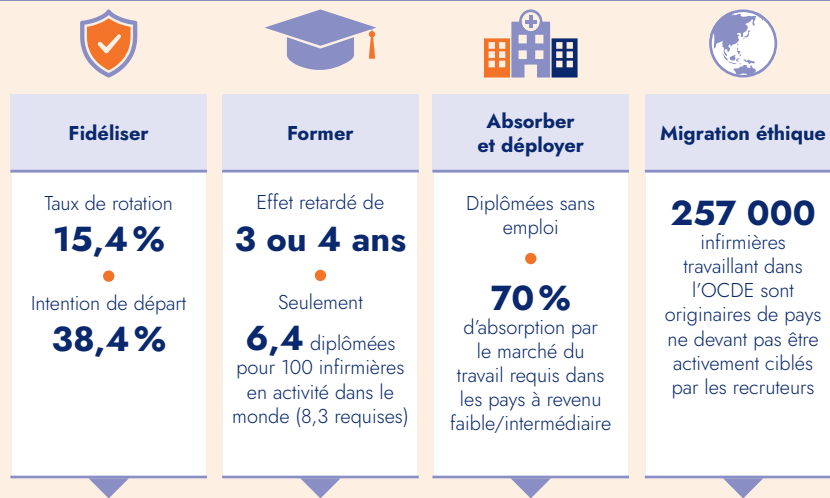 Fidéliser
Taux de rotation
15,4 %
Intention de départ
38,4 %
Former
Effet retardé de
3 ou 4 ans
Seulement
6,4 diplômées
pour 100 infirmières
en activité dans le
monde (8,3 requises)
Absorber
et déployer
Diplômées sans
emploi
70 %
d'absorption par
le marché du
travail requis dans
les pays à revenu
faible/intermédiaire
Migration éthique
257 000
infirmières
travaillant dans
l'OCDE sont
originaires de pays
ne devant pas être
activement ciblés
par les recruteurs